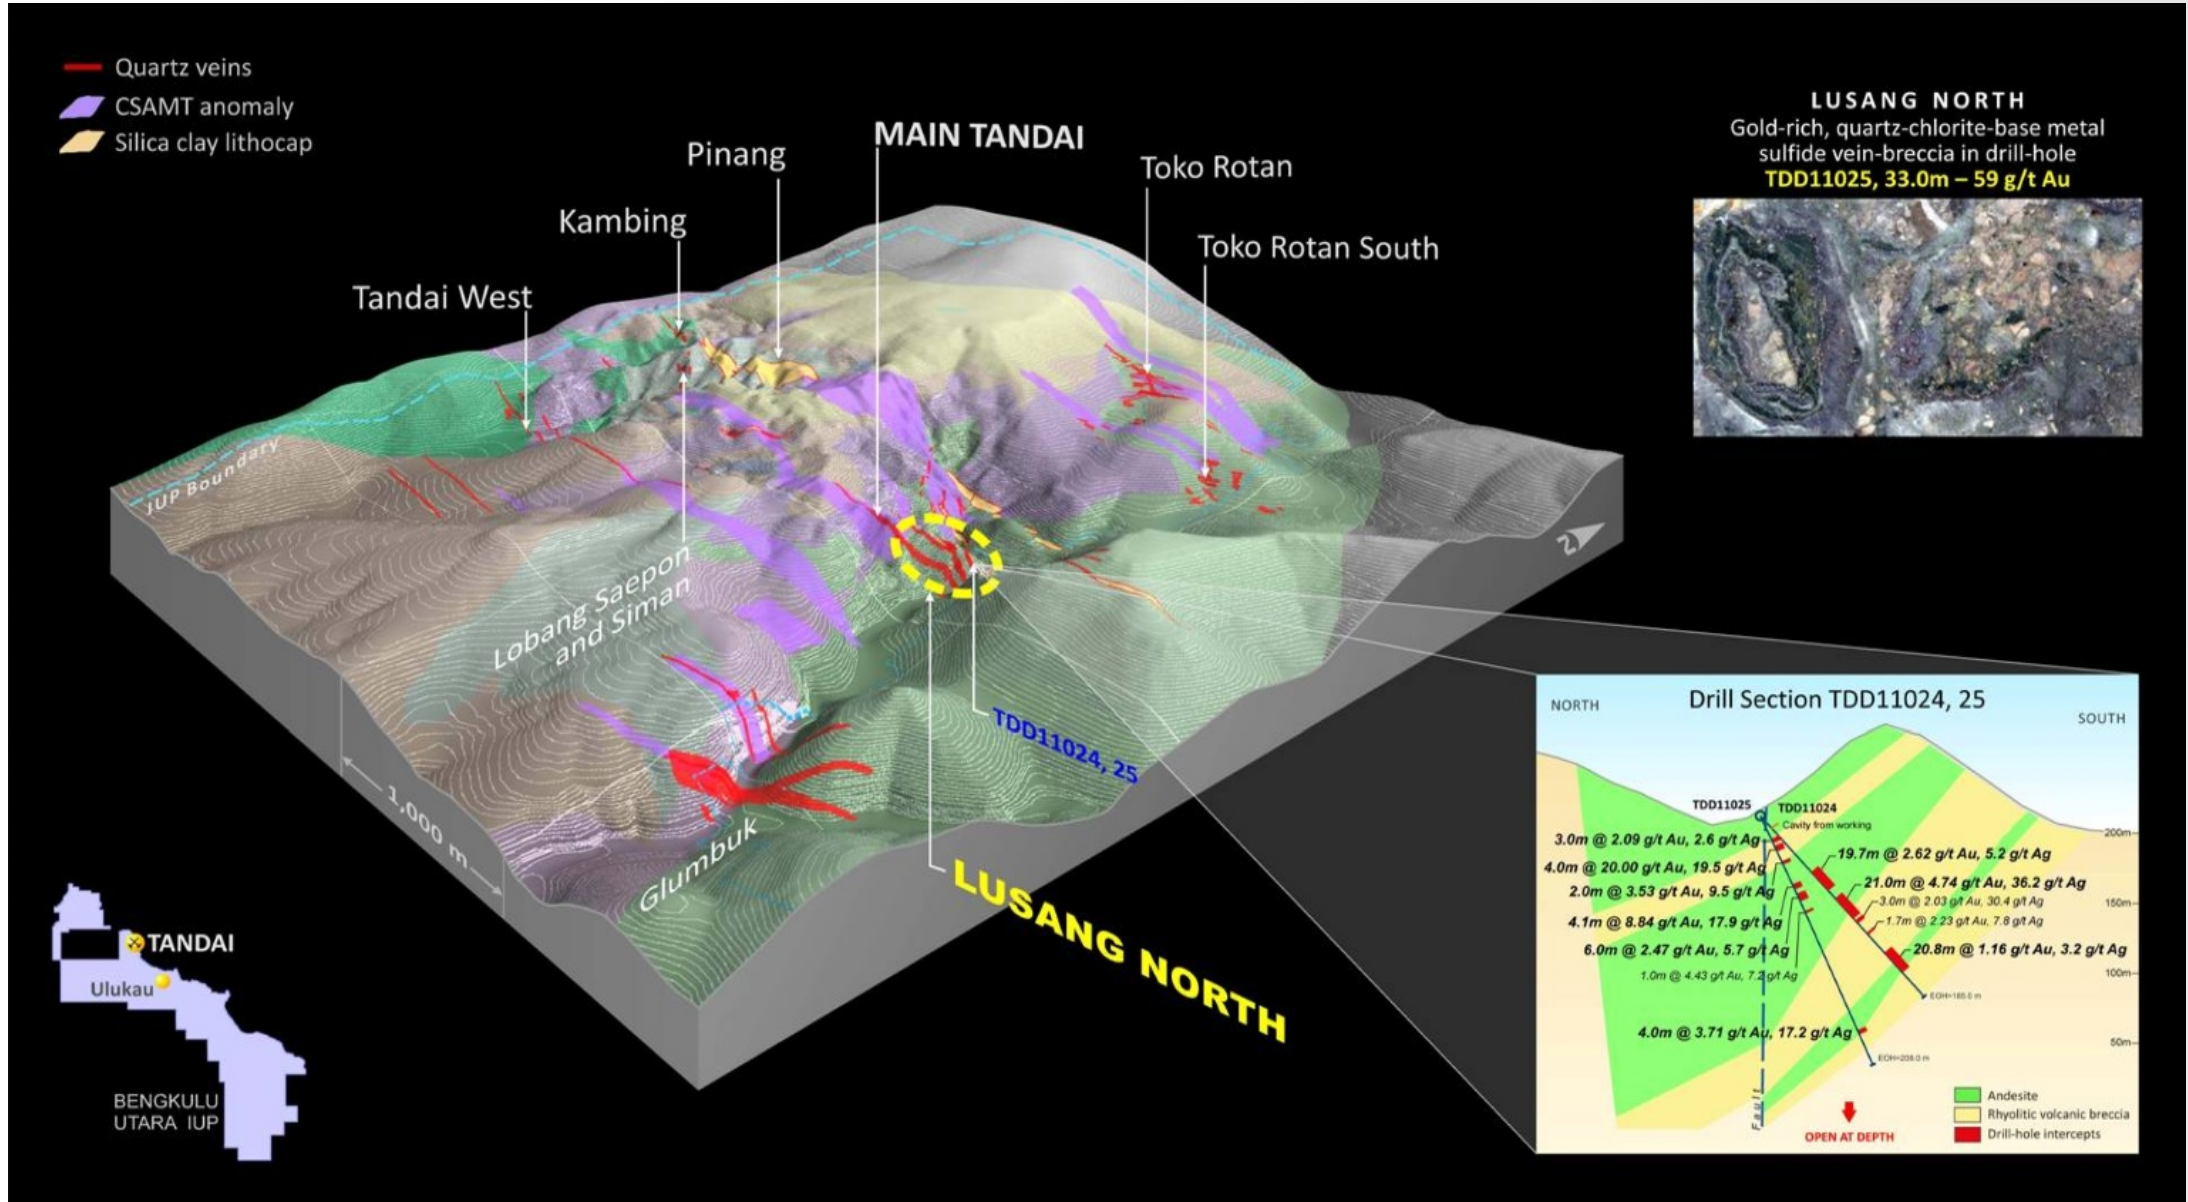 Quartz veins
CSAMT anomaly
Silica clay lithocap
MAIN TANDAI
Pinang
Kambing
Tandai West
Toko Rotan
Toko Rotan South
LUSANG NORTH
Gold-rich, quartz-chlorite-base metal
sulfide vein-breccia in drill-hole
TDD11025, 33.0m – 59 g/t Au
IUP Boundary
N
Lobang Saepon
and Siman
1,000 m
Glumbuk
TDD11024, 25
LUSANG NORTH
TANDAI
Ulukau
BENGKULU
UTARA IUP
Drill Section TDD11024, 25
NORTH
SOUTH
TDD11025
TDD11024
Cavity from working
3.0m @ 2.09 g/t Au, 2.6 g/t Ag
4.0m @ 20.00 g/t Au, 19.5 g/t Ag
2.0m @ 3.53 g/t Au, 9.5 g/t Ag
4.1m @ 8.84 g/t Au, 17.9 g/t Ag
6.0m @ 2.47 g/t Au, 5.7 g/t Ag
1.0m @ 4.43 g/t Au, 7.2 g/t Ag
4.0m @ 3.71 g/t Au, 17.2 g/t Ag
19.7m @ 2.62 g/t Au, 5.2 g/t Ag
21.0m @ 4.74 g/t Au, 36.2 g/t Ag
3.0m @ 2.03 g/t Au, 30.4 g/t Ag
1.7m @ 2.23 g/t Au, 7.8 g/t Ag
20.8m @ 1.16 g/t Au, 3.2 g/t Ag
200m
150m
100m
50m
Fault
OPEN AT DEPTH
Andesite
Rhyolitic volcanic breccia
Drill-hole intercepts